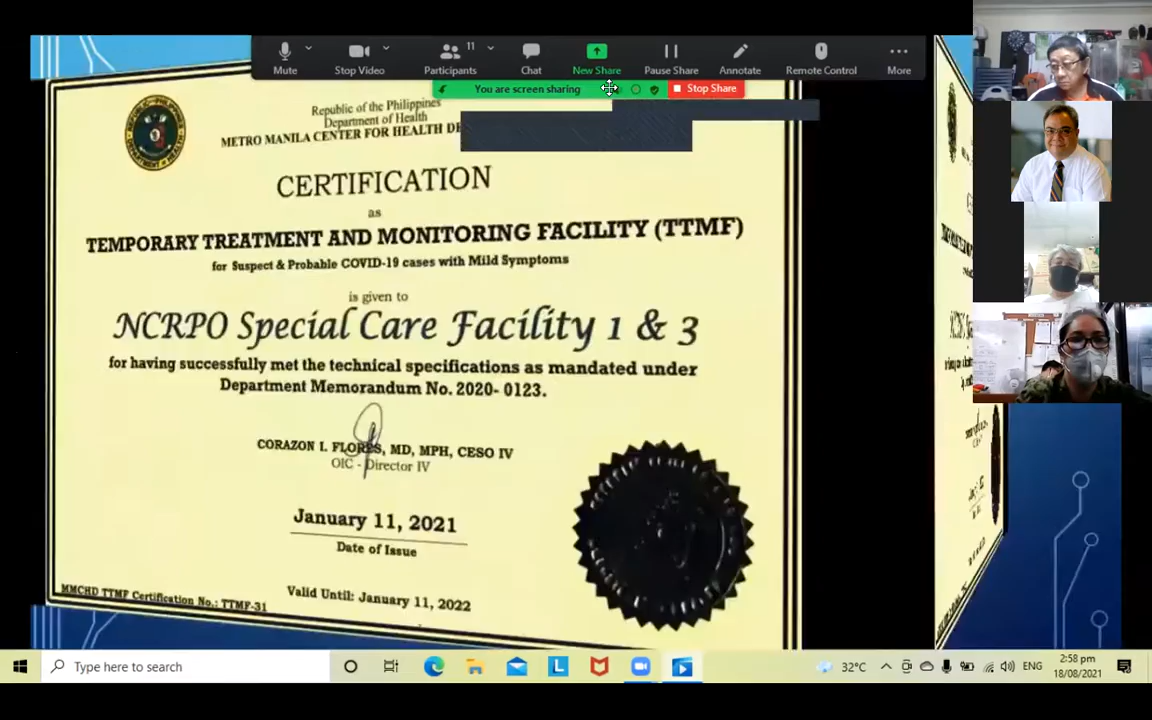 11
Mute
Stop Video
Participants
Chat
New Share
Pause Share
Annotate
Remote Control
More
You are screen sharing
Stop Share
Republic of the Philippines
Department of Health
METRO MANILA CENTER FOR HEALTH DE
CERTIFICATION
as
TEMPORARY TREATMENT AND MONITORING FACILITY (TTMF)
for Suspect & Probable COVID-19 cases with Mild Symptoms
is given to
NCRPO Special Care Facility 1 & 3
for having successfully met the technical specifications as mandated under
Department Memorandum No. 2020- 0123.
CORAZON I. FLORES, MD, MPH, CESO IV
OIC - Director IV
January 11, 2021
Date of Issue
MMCHD TTMF Certification No.: TTMF-31
Valid Until: January 11, 2022
Type here to search
32°C
ENG
2:58 pm
18/08/2021